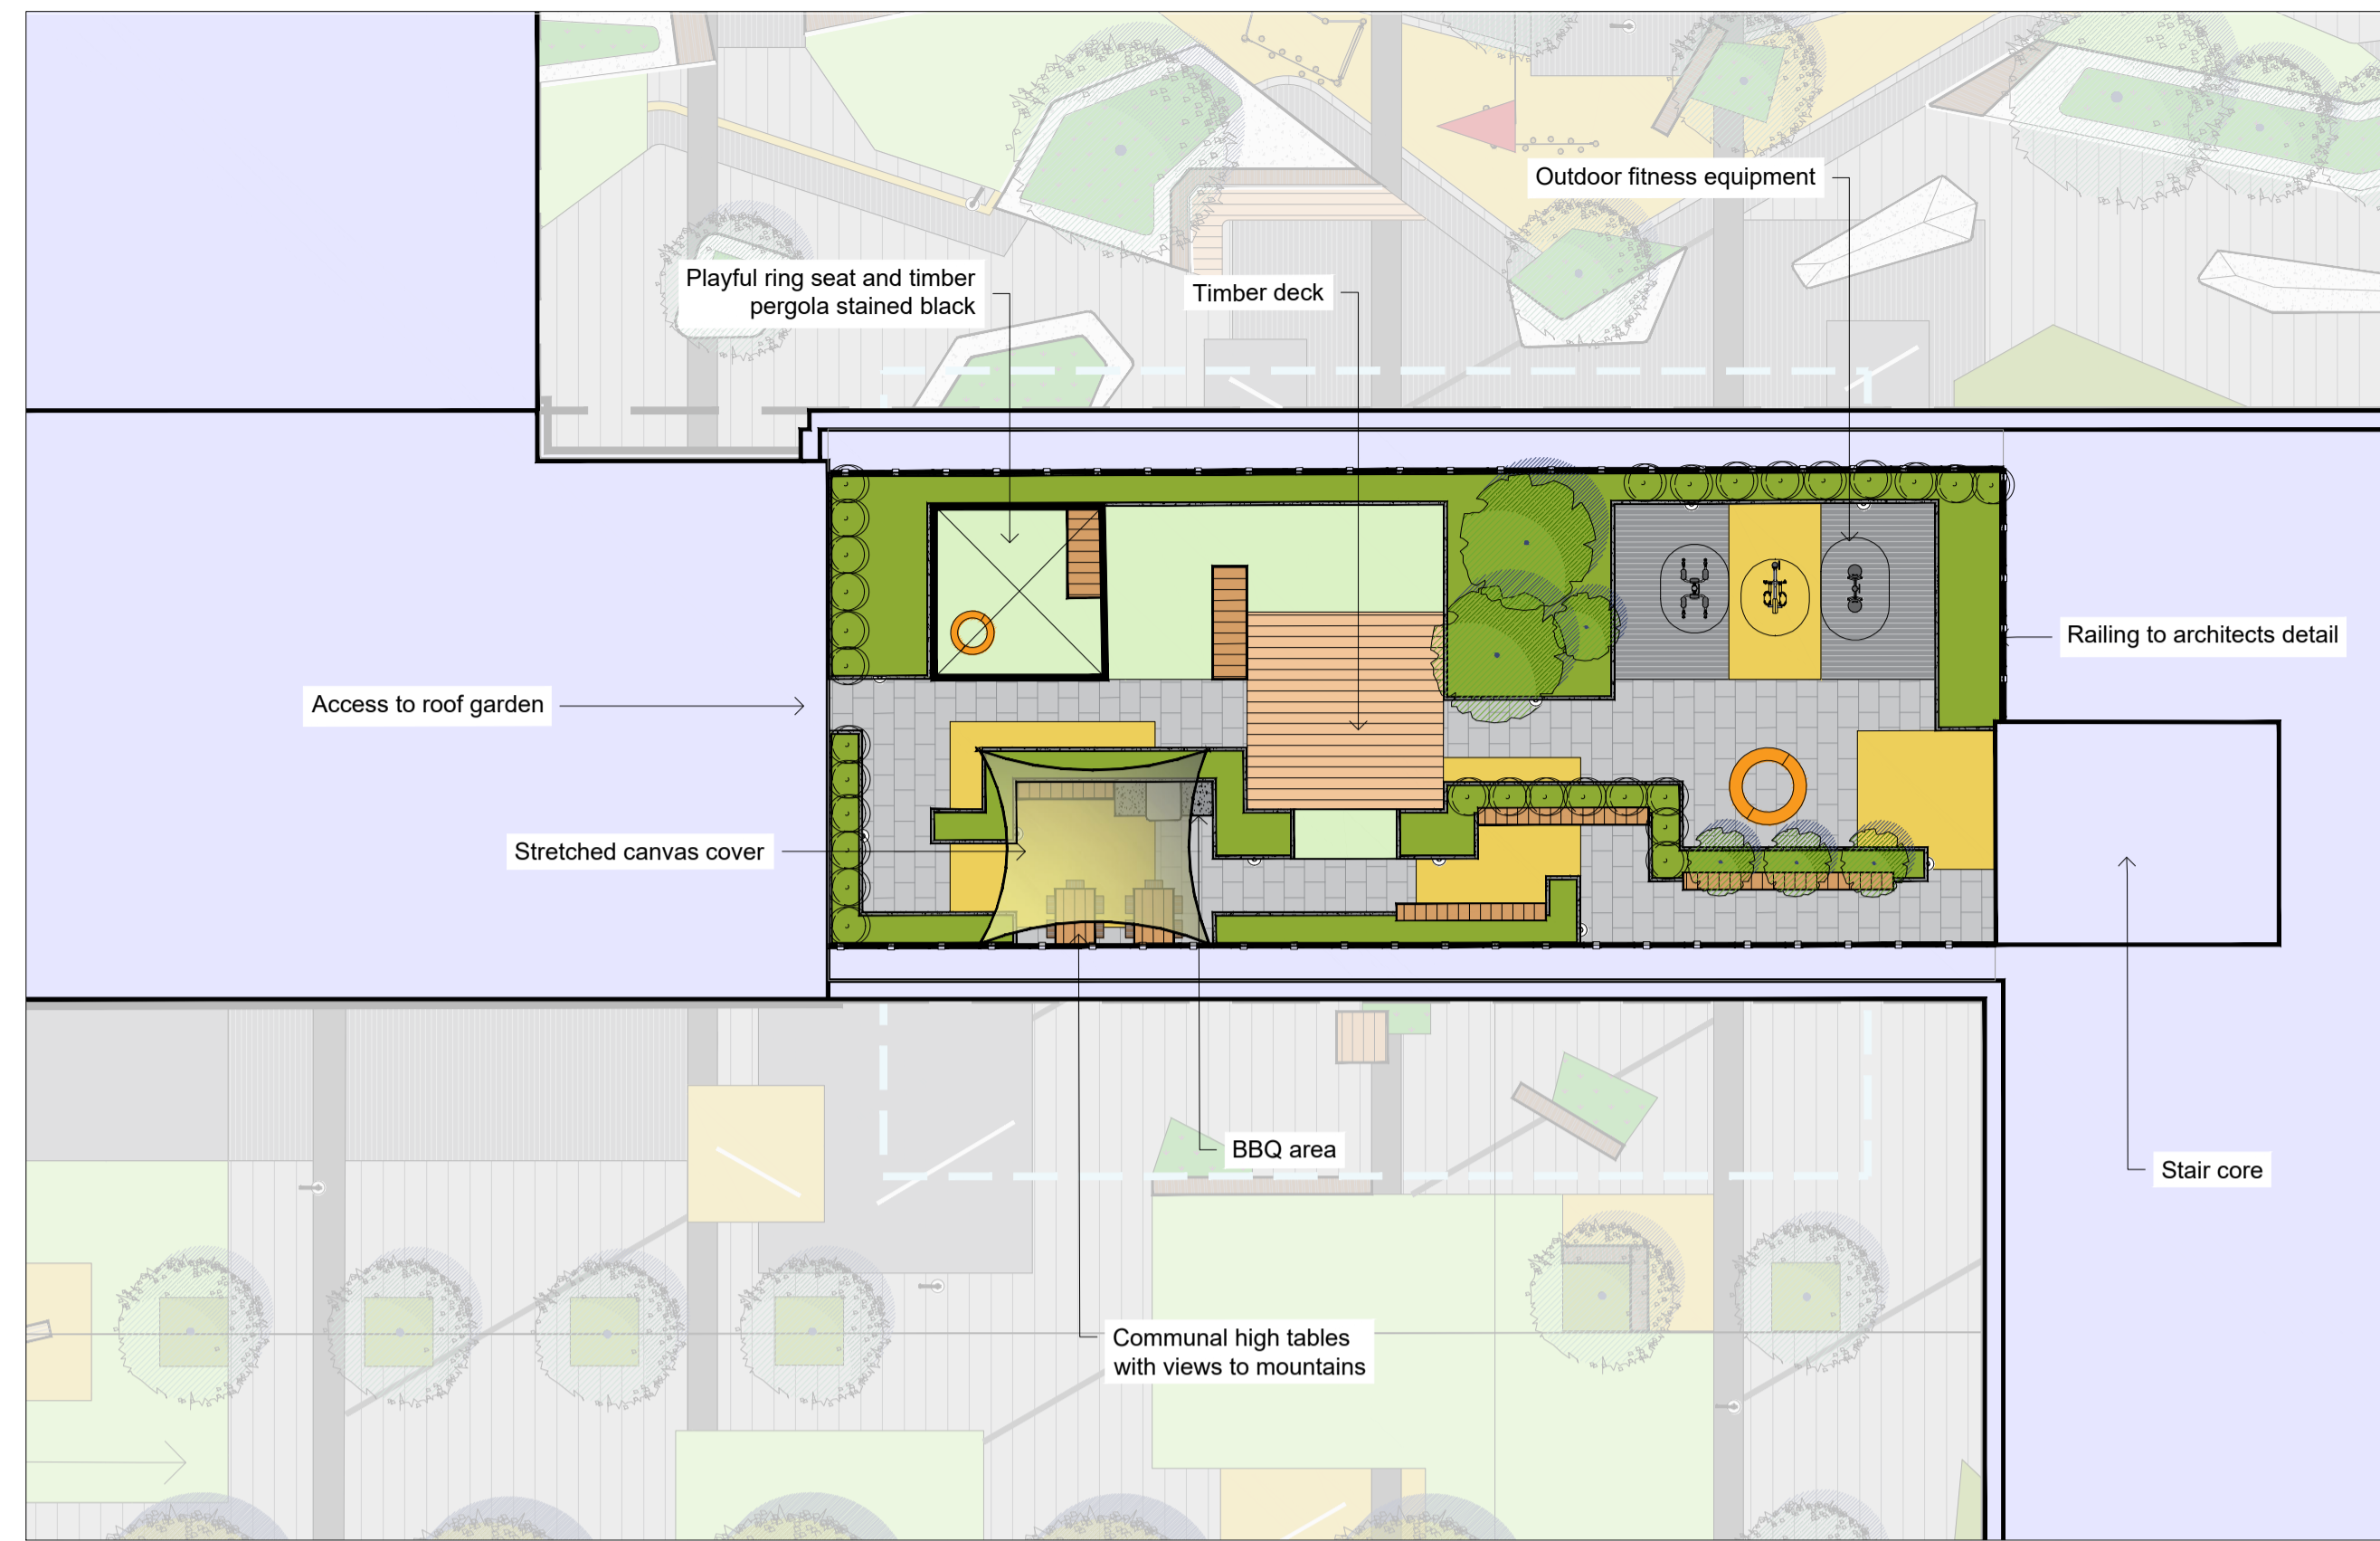 Outdoor fitness equipment
Playful ring seat and timber
pergola stained black
Timber deck
Railing to architects detail
Access to roof garden
Stretched canvas cover
BBQ area
Stair core
Communal high tables
with views to mountains